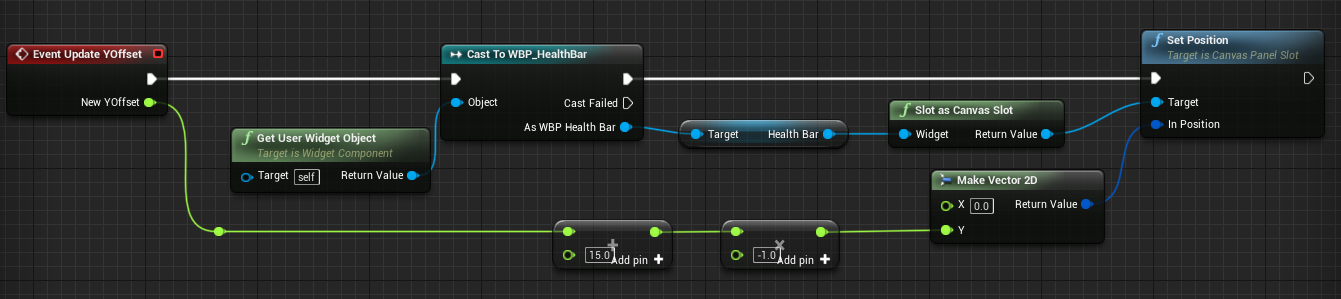 Event Update YOffset
New YOffset
Get User Widget Object
Target is Widget Component
Target self Return Value
Cast To WBP_HealthBar
Object
Cast Failed
As WBP Health Bar
Target Health Bar
Slot as Canvas Slot
Widget Return Value
Set Position
Target is Canvas Panel Slot
Target
In Position
Make Vector 2D
X 0.0 Return Value
Y
+
15.0
Add pin +
×
-1.0
Add pin +